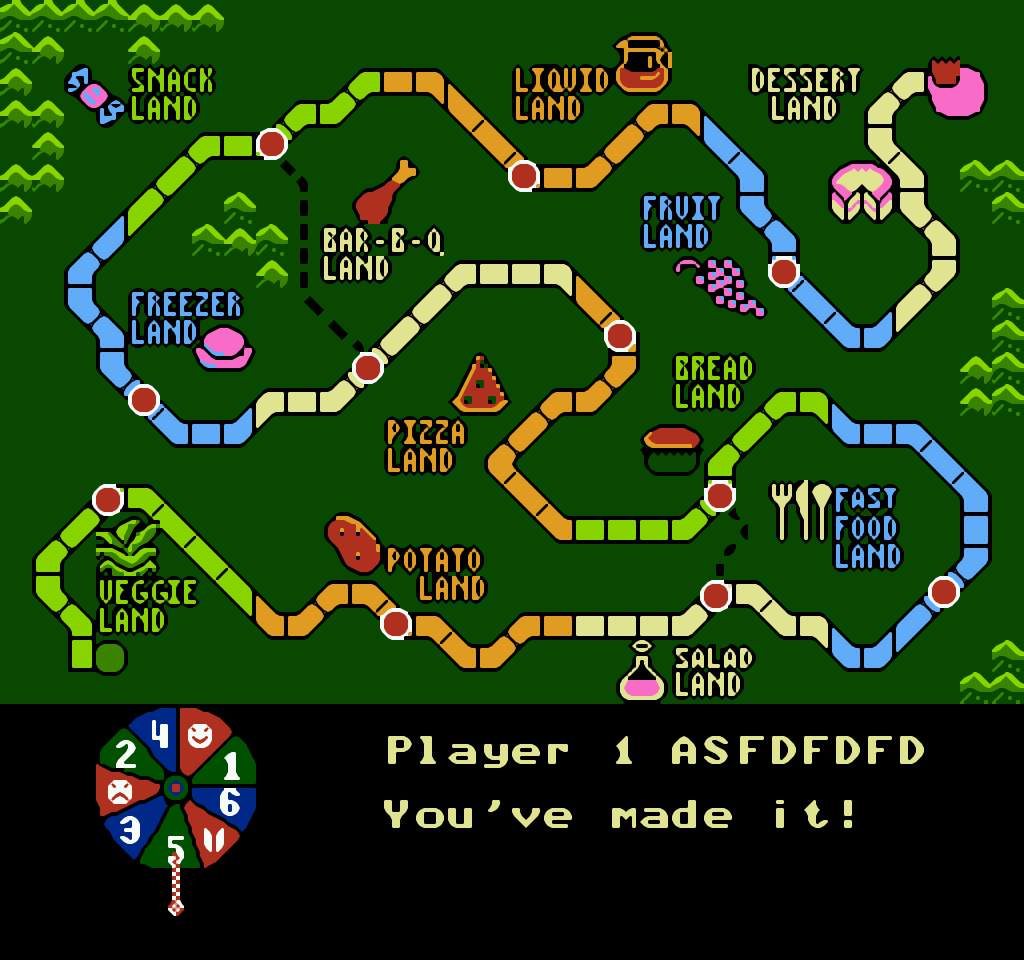 SNACK
LAND
LIQUID
LAND
DESSERT
LAND
FRUIT
LAND
BAR-B-Q
LAND
FREEZER
LAND
BREAD
LAND
PIZZA
LAND
FAST
FOOD
LAND
POTATO
LAND
VEGGIE
LAND
SALAD
LAND
4
2
1
6
3
5
Player 1 ASFDFDFD
You've made it!